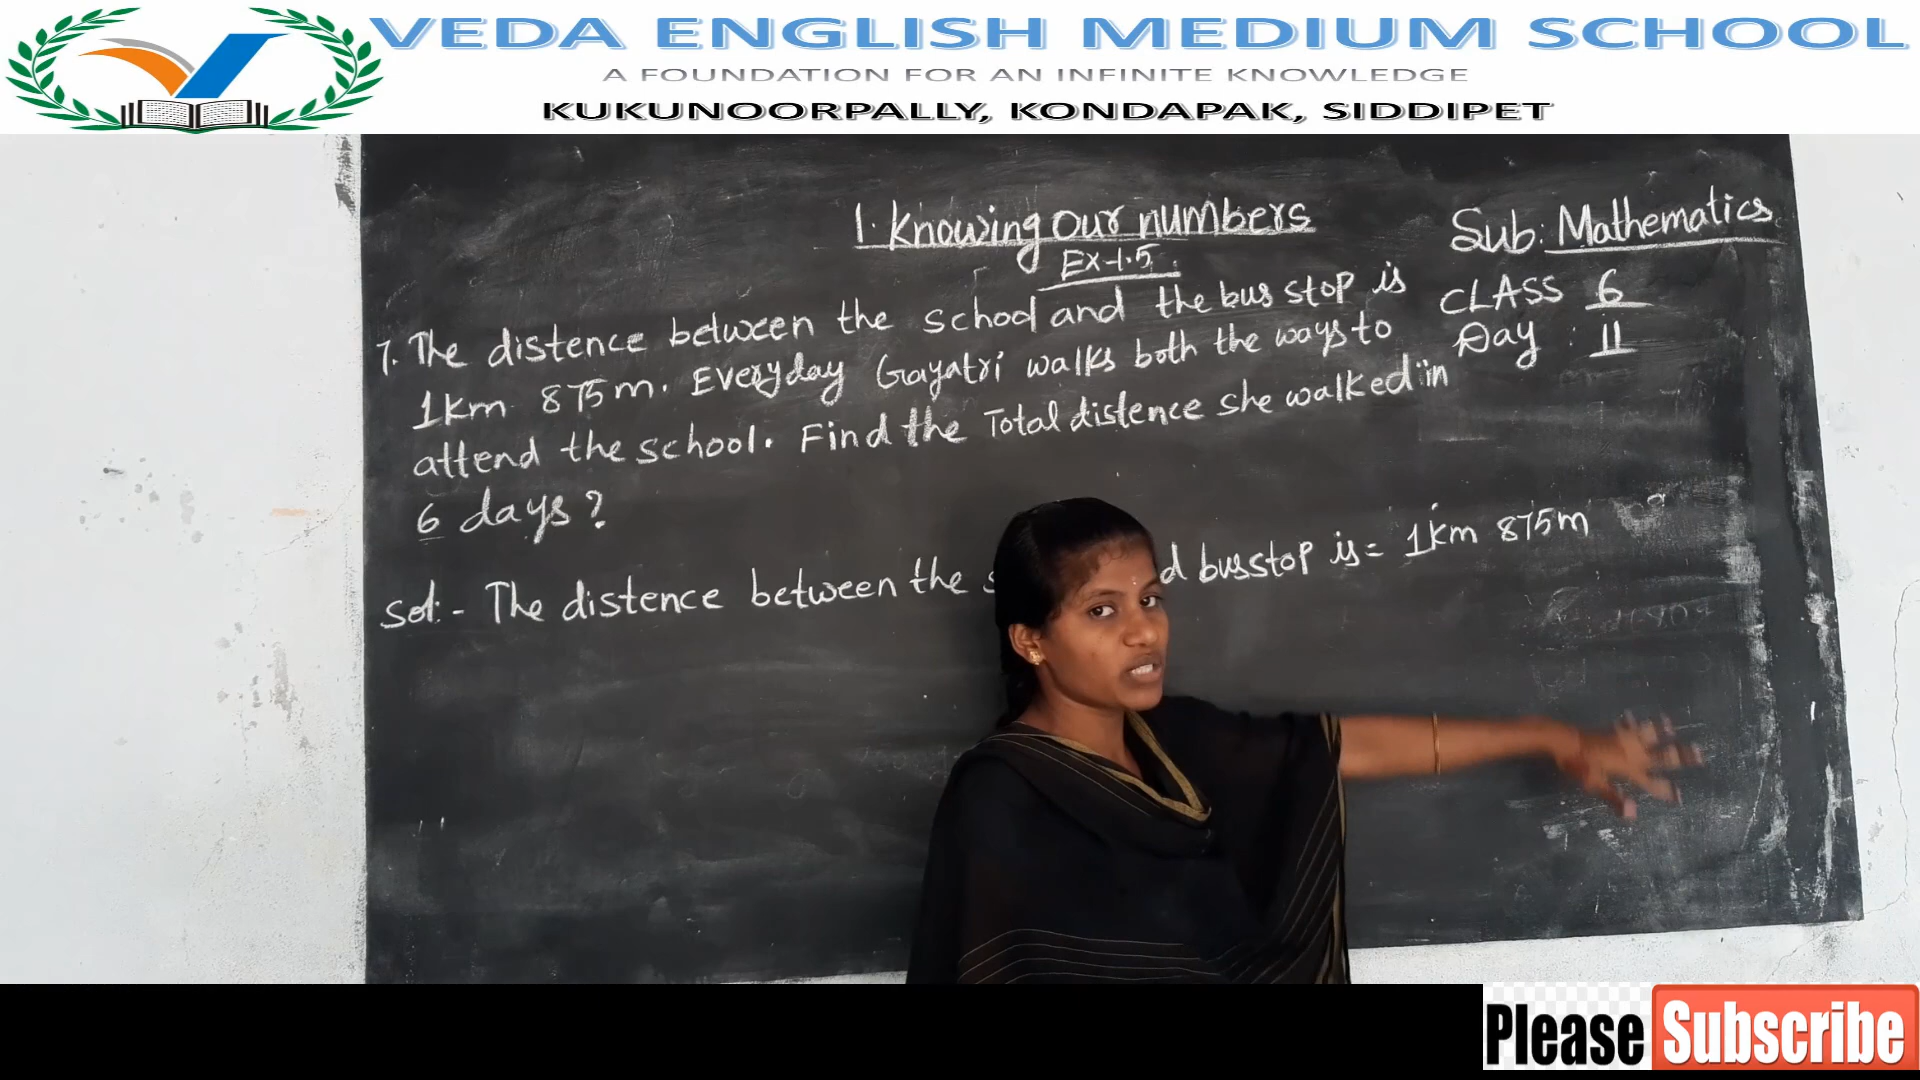 VEDA ENGLISH MEDIUM SCHOOL
A FOUNDATION FOR AN INFINITE KNOWLEDGE
KUKUNOORPALLY, KONDAPAK, SIDDIPET
1. Knowing our numbers
Ex-1.5
Sub: Mathematics
CLASS 6
Day : 11
7. The distence between the school and the bus stop is
1km 875m. Everyday Gayatri walks both the ways to
attend the school. Find the Total distence she walked in
6 days?
Sol:- The distence between the d busstop is = 1km 875m
Please Subscribe